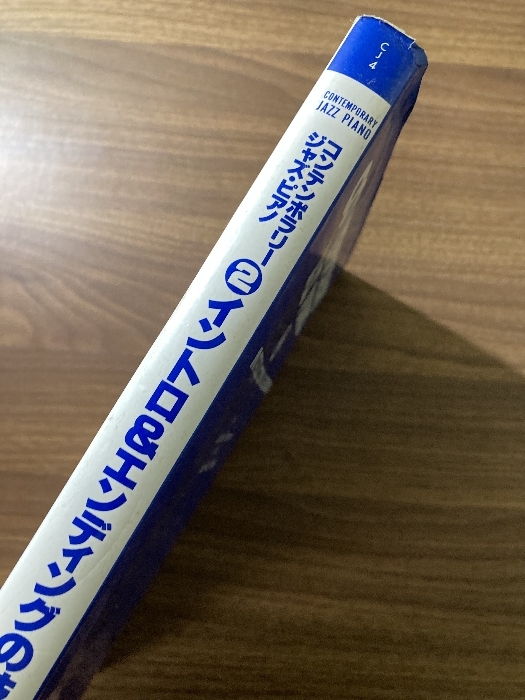 CJ4
CONTEMPORARY
JAZZ PIANO
コンテンポラリー
ジャズ・ピアノ
2 イントロ&エンディングの